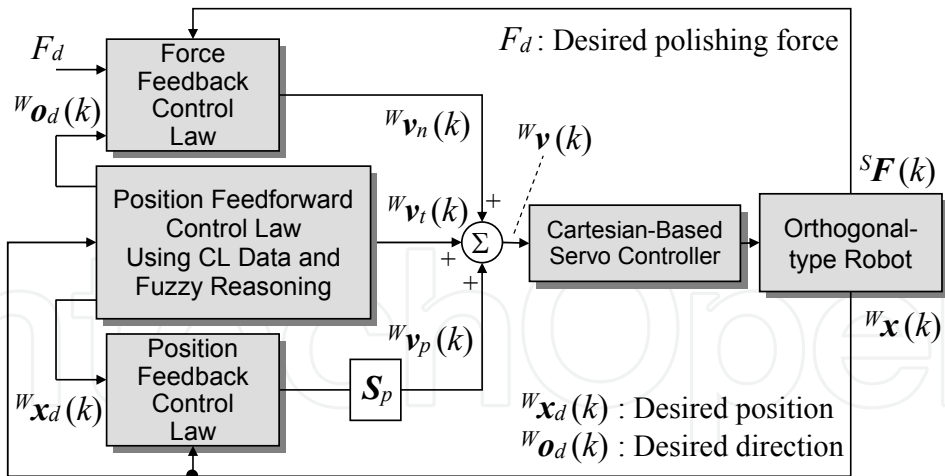 F_d
Force
Feedback
Control
Law
F_d : Desired polishing force
^W o_d(k)
^W v_n(k)
^W v(k)
^S F(k)
Position Feedforward
Control Law
Using CL Data and
Fuzzy Reasoning
^W v_t(k)
+
+
+
Σ
Cartesian-Based
Servo Controller
Orthogonal-
type Robot
^W x_d(k)
Position
Feedback
Control
Law
S_p
^W v_p(k)
^W x(k)
^W x_d(k) : Desired position
^W o_d(k) : Desired direction